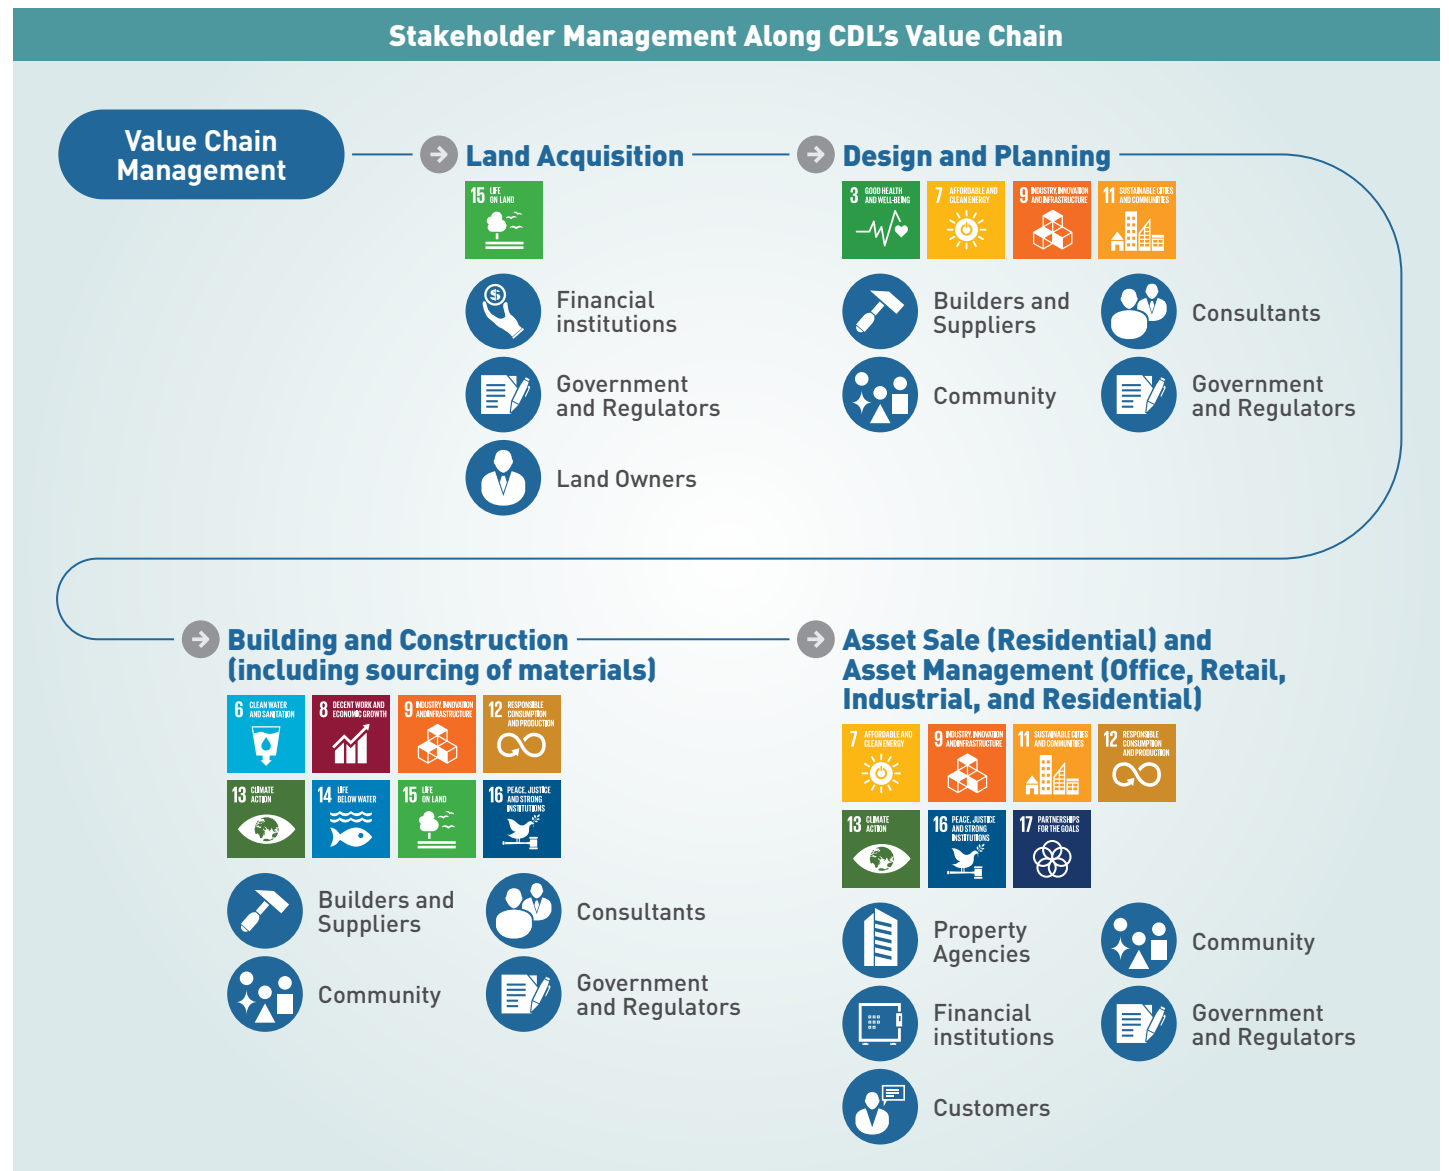 Stakeholder Management Along CDL's Value Chain
Value Chain
Management
Land Acquisition
15 LIFE
ON LAND
Financial
institutions
Government
and Regulators
Land Owners
Design and Planning
3 GOOD HEALTH
AND WELL-BEING
7 AFFORDABLE AND
CLEAN ENERGY
9 INDUSTRY, INNOVATION
AND INFRASTRUCTURE
11 SUSTAINABLE CITIES
AND COMMUNITIES
Builders and
Suppliers
Consultants
Community
Government
and Regulators
Building and Construction
(including sourcing of materials)
6 CLEAN WATER
AND SANITATION
8 DECENT WORK AND
ECONOMIC GROWTH
9 INDUSTRY, INNOVATION
AND INFRASTRUCTURE
12 RESPONSIBLE
CONSUMPTION
AND PRODUCTION
13 CLIMATE
ACTION
14 LIFE
BELOW WATER
15 LIFE
ON LAND
16 PEACE, JUSTICE
AND STRONG
INSTITUTIONS
Builders and
Suppliers
Consultants
Community
Government
and Regulators
Asset Sale (Residential) and
Asset Management (Office, Retail,
Industrial, and Residential)
7 AFFORDABLE AND
CLEAN ENERGY
9 INDUSTRY, INNOVATION
AND INFRASTRUCTURE
11 SUSTAINABLE CITIES
AND COMMUNITIES
12 RESPONSIBLE
CONSUMPTION
AND PRODUCTION
13 CLIMATE
ACTION
16 PEACE, JUSTICE
AND STRONG
INSTITUTIONS
17 PARTNERSHIPS
FOR THE GOALS
Property
Agencies
Community
Financial
institutions
Government
and Regulators
Customers